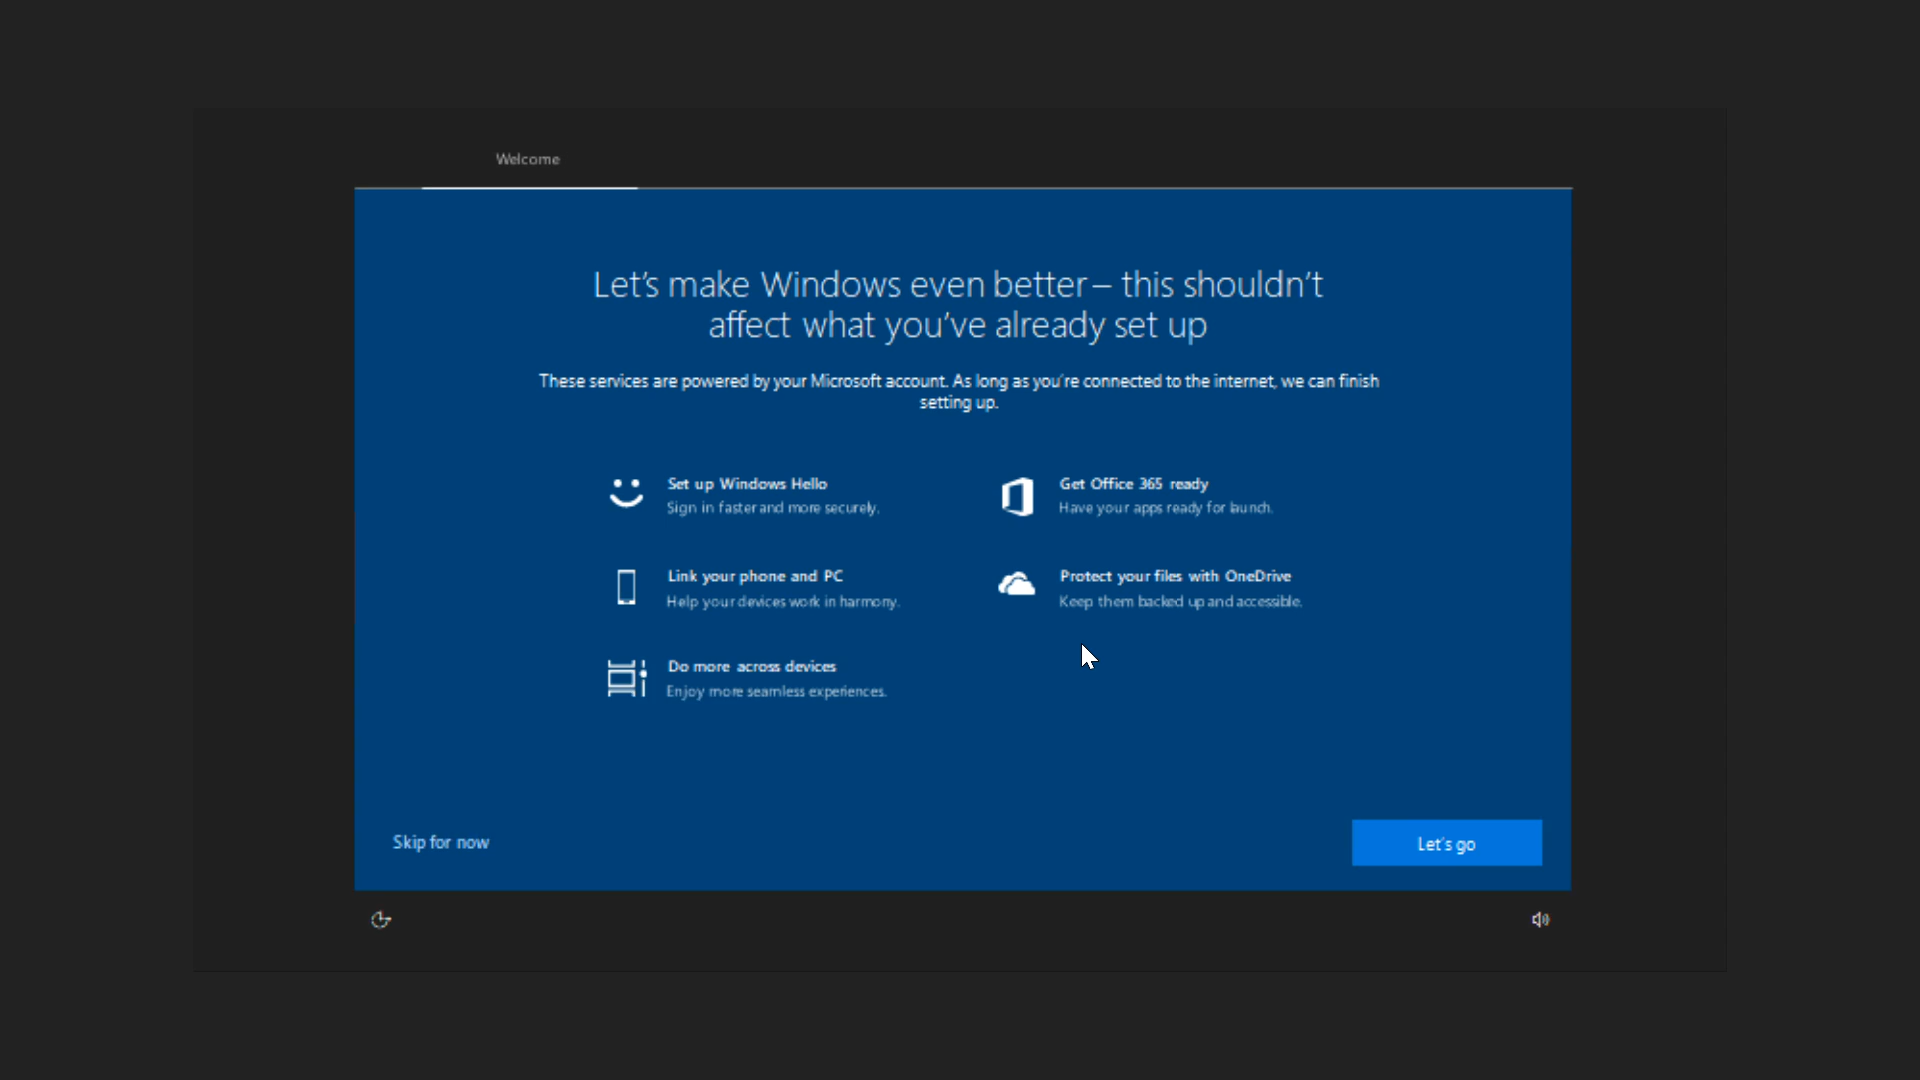 Welcome
Let's make Windows even better – this shouldn't
affect what you've already set up
These services are powered by your Microsoft account. As long as you're connected to the internet, we can finish
setting up.
Set up Windows Hello
Sign in faster and more securely.
Get Office 365 ready
Have your apps ready for launch.
Link your phone and PC
Help your devices work in harmony.
Protect your files with OneDrive
Keep them backed up and accessible.
Do more across devices
Enjoy more seamless experiences.
Skip for now
Let's go